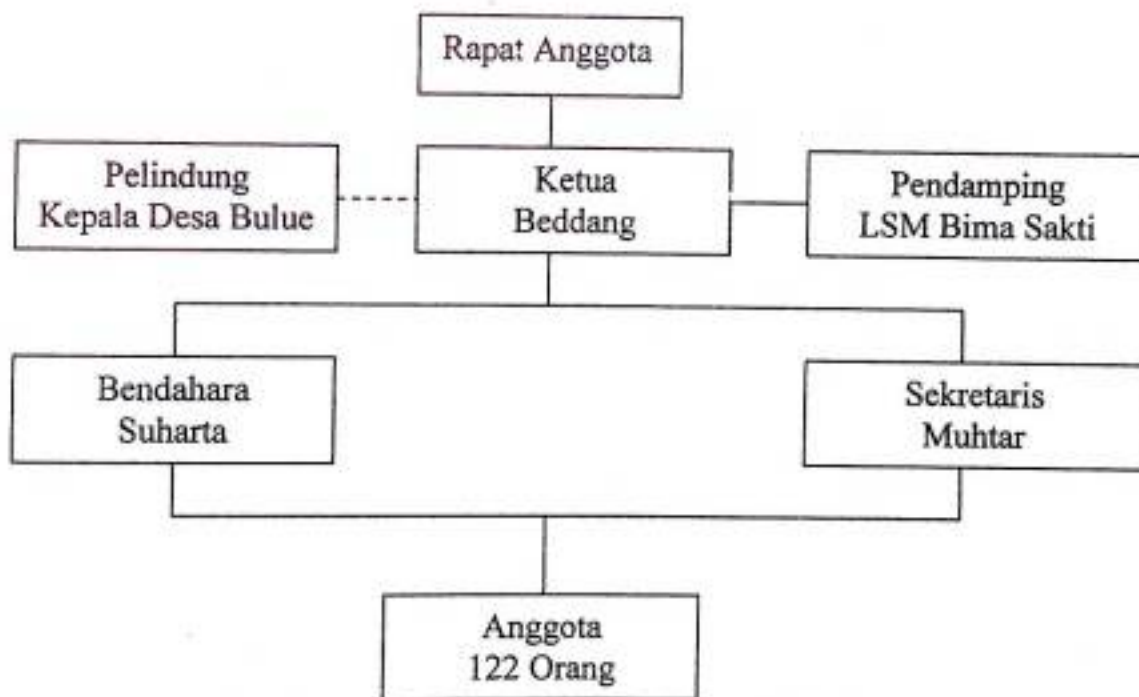 Rapat Anggota
Pelindung
Kepala Desa Bulue
Ketua
Beddang
Pendamping
LSM Bima Sakti
Bendahara
Suharta
Sekretaris
Muhtar
Anggota
122 Orang